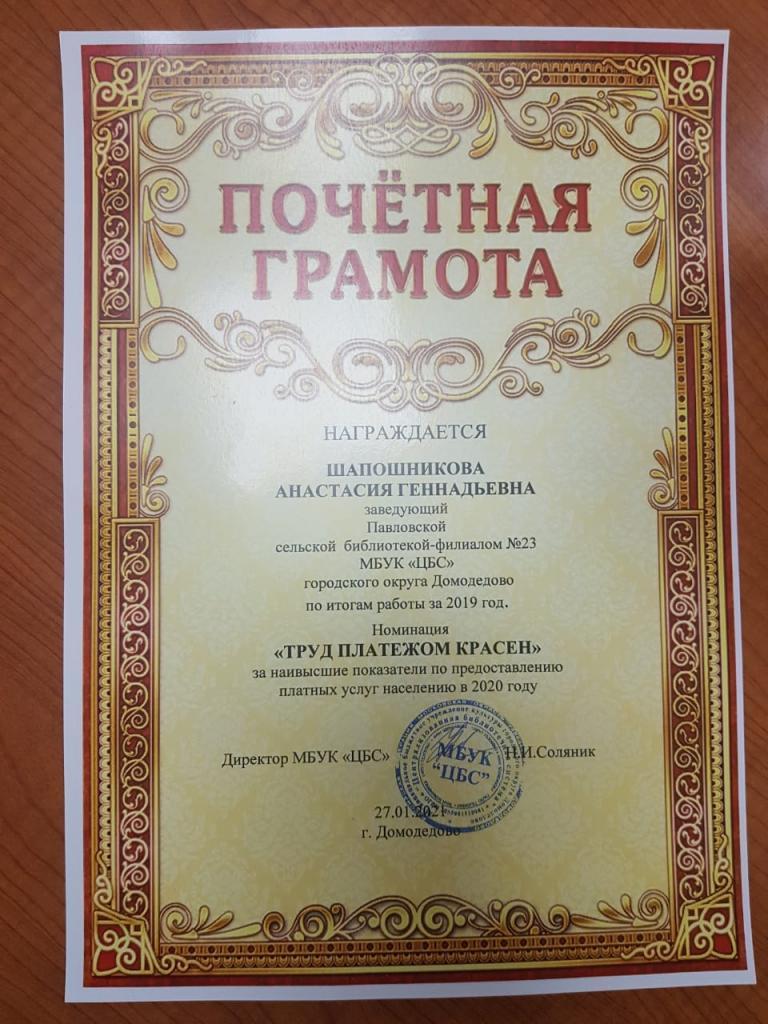 ПОЧЁТНАЯ
ГРАМОТА
НАГРАЖДАЕТСЯ
ШАПОШНИКОВА
АНАСТАСИЯ ГЕННАДЬЕВНА
заведующий
Павловской
сельской библиотекой-филиалом №23
МБУК «ЦБС»
городского округа Домодедово
по итогам работы за 2019 год.
Номинация
«ТРУД ПЛАТЕЖОМ КРАСЕН»
за наивысшие показатели по предоставлению
платных услуг населению в 2020 году
Директор МБУК «ЦБС» Н.И.Соляник
МБУК
"ЦБС"
27.01.2021
г. Домодедово